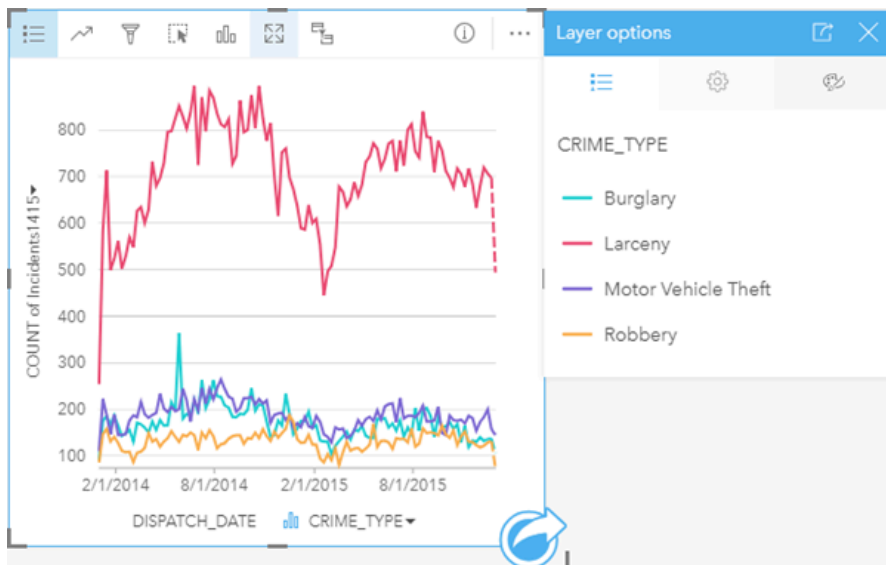 Layer options
CRIME_TYPE
Burglary
Larceny
Motor Vehicle Theft
Robbery
COUNT of Incidents1415
800
700
600
500
400
300
200
100
2/1/2014 8/1/2014 2/1/2015 8/1/2015
DISPATCH_DATE CRIME_TYPE